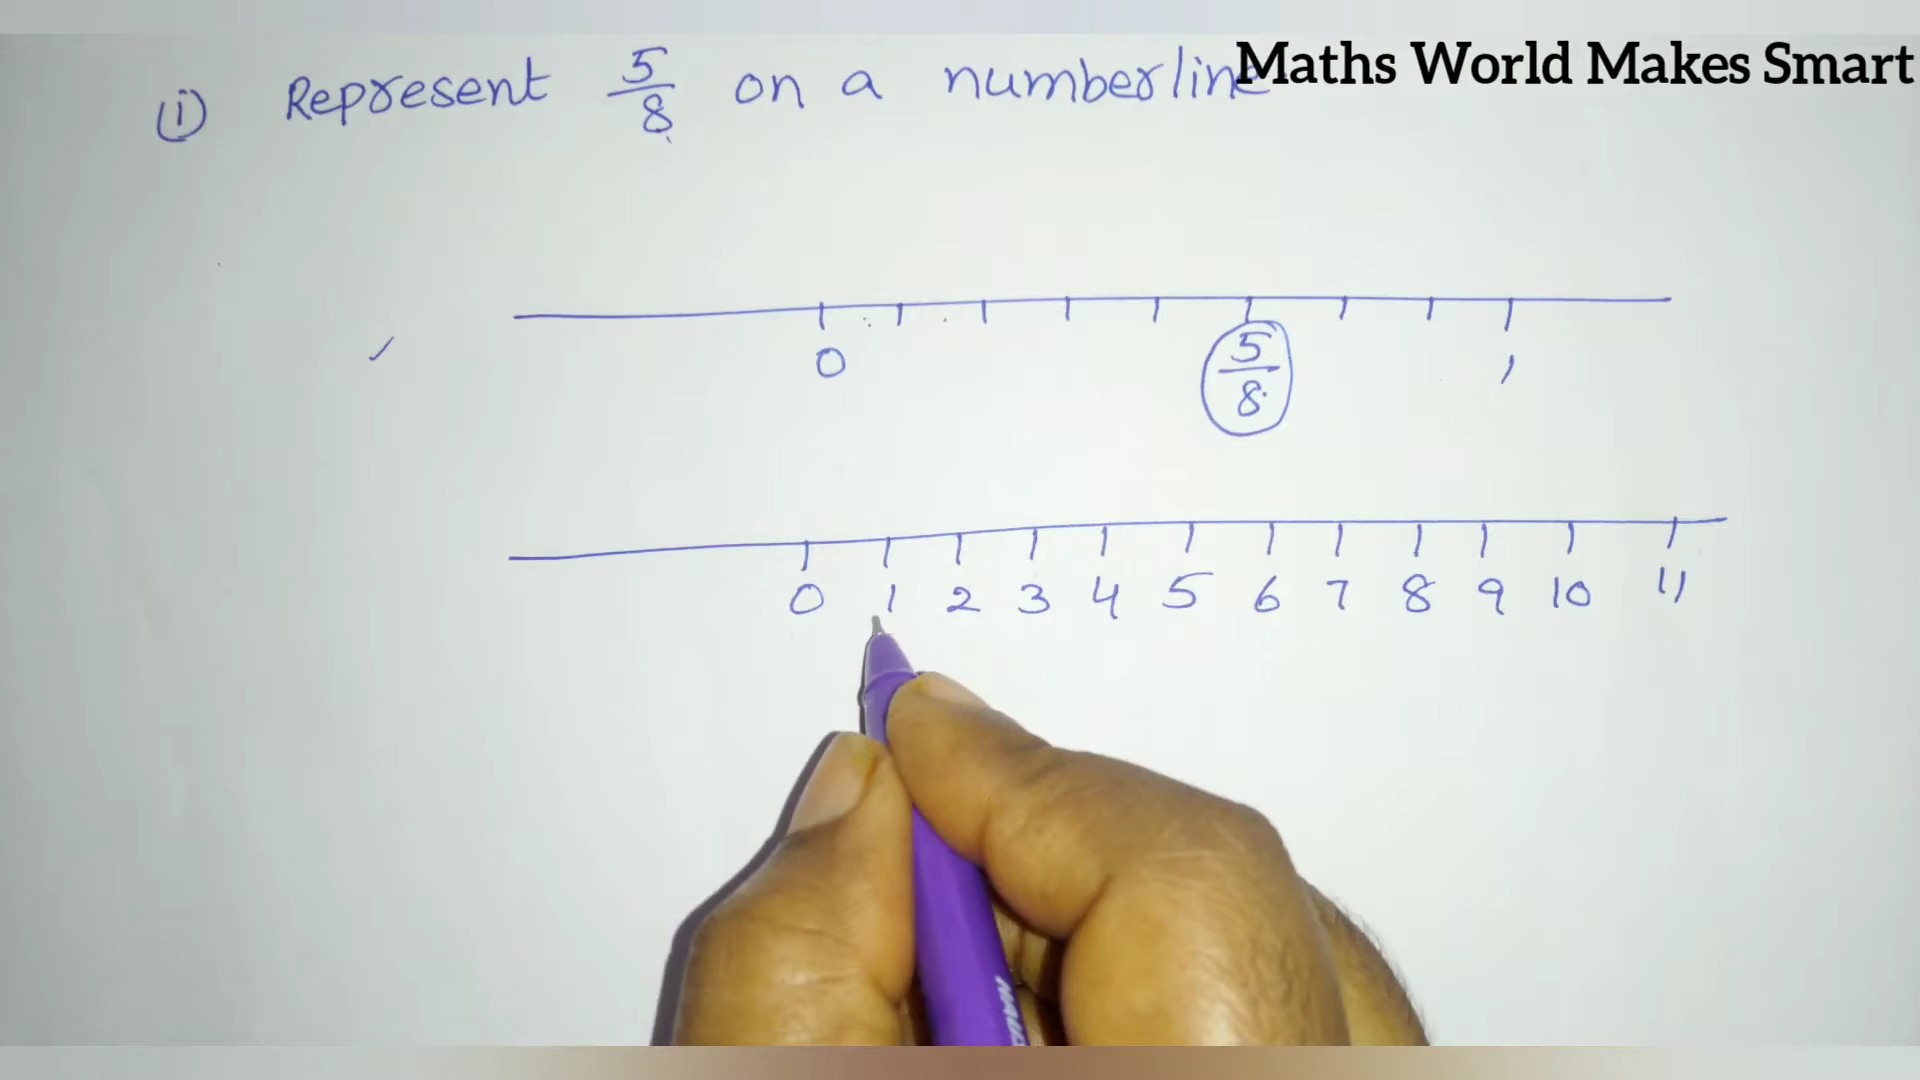 Maths World Makes Smart
(i) Represent 5/8 on a numberline
0 5/8 1
0 1 2 3 4 5 6 7 8 9 10 11